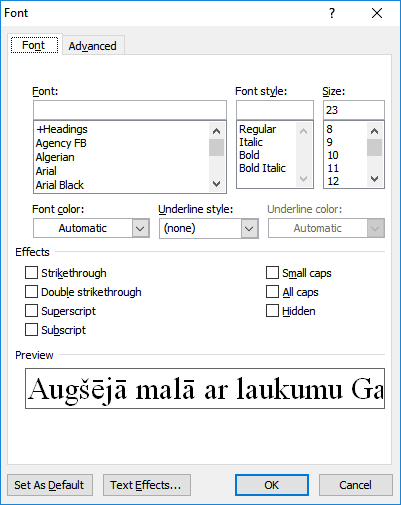 Font ?
Font Advanced
Font: Font style: Size:
23
+Headings Regular 8
Agency FB Italic 9
Algerian Bold 10
Arial Bold Italic 11
Arial Black 12
Font color: Underline style: Underline color:
Automatic (none) Automatic
Effects
Strikethrough Small caps
Double strikethrough All caps
Superscript Hidden
Subscript
Preview
Augšējā malā ar laukumu Ga
Set As Default Text Effects... OK Cancel